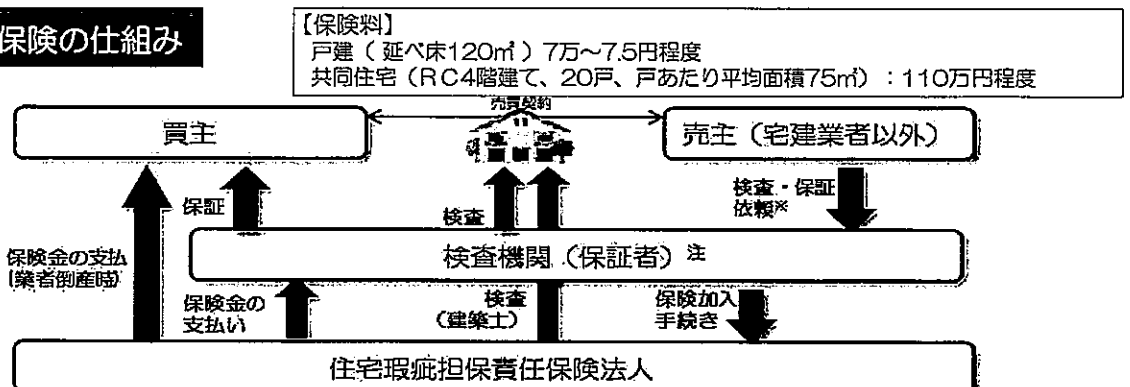 保険の仕組み
【保険料】
戸建（延べ床120㎡）7万～7.5円程度
共同住宅（RC4階建て、20戸、戸あたり平均面積75㎡）：110万円程度
売買契約
買主
売主（宅建業者以外）
保証
検査
検査・保証
依頼※
保険金の支払
（業者倒産時）
検査機関（保証者）注
保険金の
支払い
検査
（建築士）
保険加入
手続き
住宅瑕疵担保責任保険法人